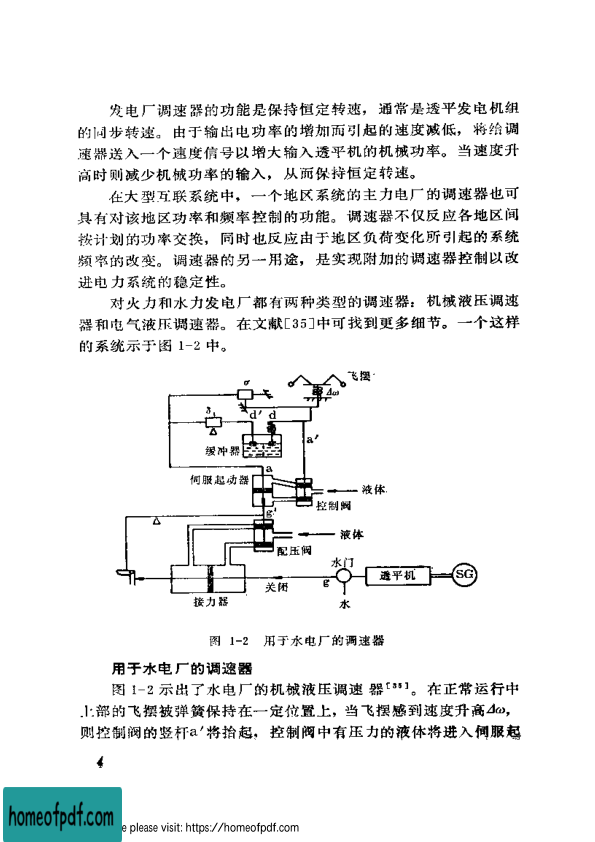 发电厂调速器的功能是保持恒定转速，通常是透平发电机组
的同步转速。由于输出电功率的增加而引起的速度减低，将给调
速器送入一个速度信号以增大输入透平机的机械功率。当速度升
高时则减少机械功率的输入，从而保持恒定转速。
在大型互联系统中，一个地区系统的主力电厂的调速器也可
具有对该地区功率和频率控制的功能。调速器不仅反应各地区间
按计划的功率交换，同时也反应由于地区负荷变化所引起的系统
频率的改变。调速器的另一用途，是实现附加的调速器控制以改
进电力系统的稳定性。
对火力和水力发电厂都有两种类型的调速器：机械液压调速
器和电气液压调速器。在文献[35]中可找到更多细节。一个这样
的系统示于图 1-2 中。
飞摆
σ
Δω
d′ d
a′
缓冲器
a
伺服起动器
液体
控制阀
g′
液体
配压阀
水门
透平机
SG
g
关闭
接力器
水
图 1-2 用于水电厂的调速器
用于水电厂的调速器
图 1-2 示出了水电厂的机械液压调速器[35]。在正常运行中
上部的飞摆被弹簧保持在一定位置上，当飞摆感到速度升高Δω，
则控制阀的竖杆a′将抬起，控制阀中有压力的液体将进入伺服起
4
homeofpdf.com
e please visit: https://homeofpdf.com